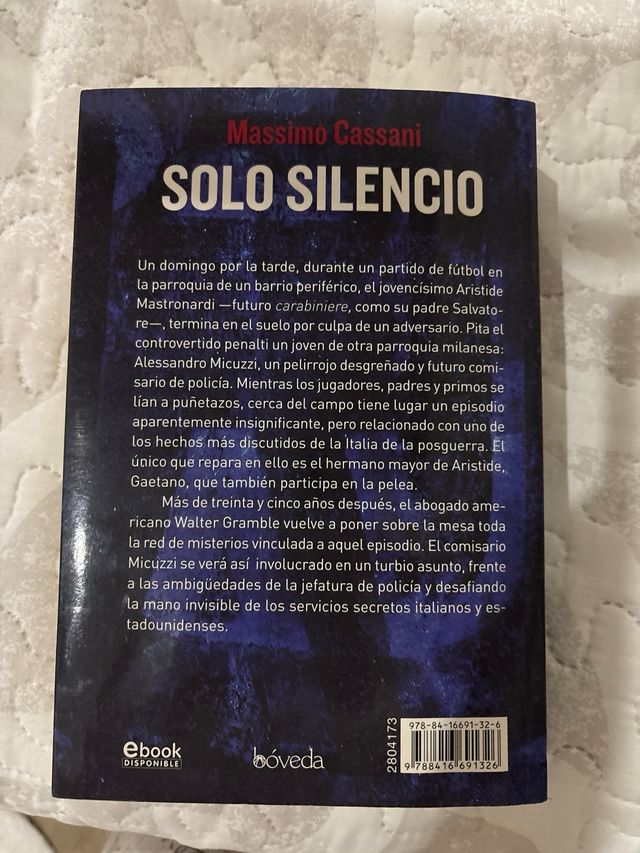 Massimo Cassani
SOLO SILENCIO
Un domingo por la tarde, durante un partido de fútbol en
la parroquia de un barrio periférico, el jovencísimo Aristide
Mastronardi —futuro carabiniere, como su padre Salvato-
re—, termina en el suelo por culpa de un adversario. Pita el
controvertido penalti un joven de otra parroquia milanesa:
Alessandro Micuzzi, un pelirrojo desgreñado y futuro comi-
sario de policía. Mientras los jugadores, padres y primos se
lían a puñetazos, cerca del campo tiene lugar un episodio
aparentemente insignificante, pero relacionado con uno de
los hechos más discutidos de la Italia de la posguerra. El
único que repara en ello es el hermano mayor de Aristide,
Gaetano, que también participa en la pelea.
Más de treinta y cinco años después, el abogado ame-
ricano Walter Gramble vuelve a poner sobre la mesa toda
la red de misterios vinculada a aquel episodio. El comisario
Micuzzi se verá así involucrado en un turbio asunto, frente
a las ambigüedades de la jefatura de policía y desafiando
la mano invisible de los servicios secretos italianos y es-
tadounidenses.
ebook
DISPONIBLE
bóveda
2804173
978-84-16691-32-6
9 788416 691326